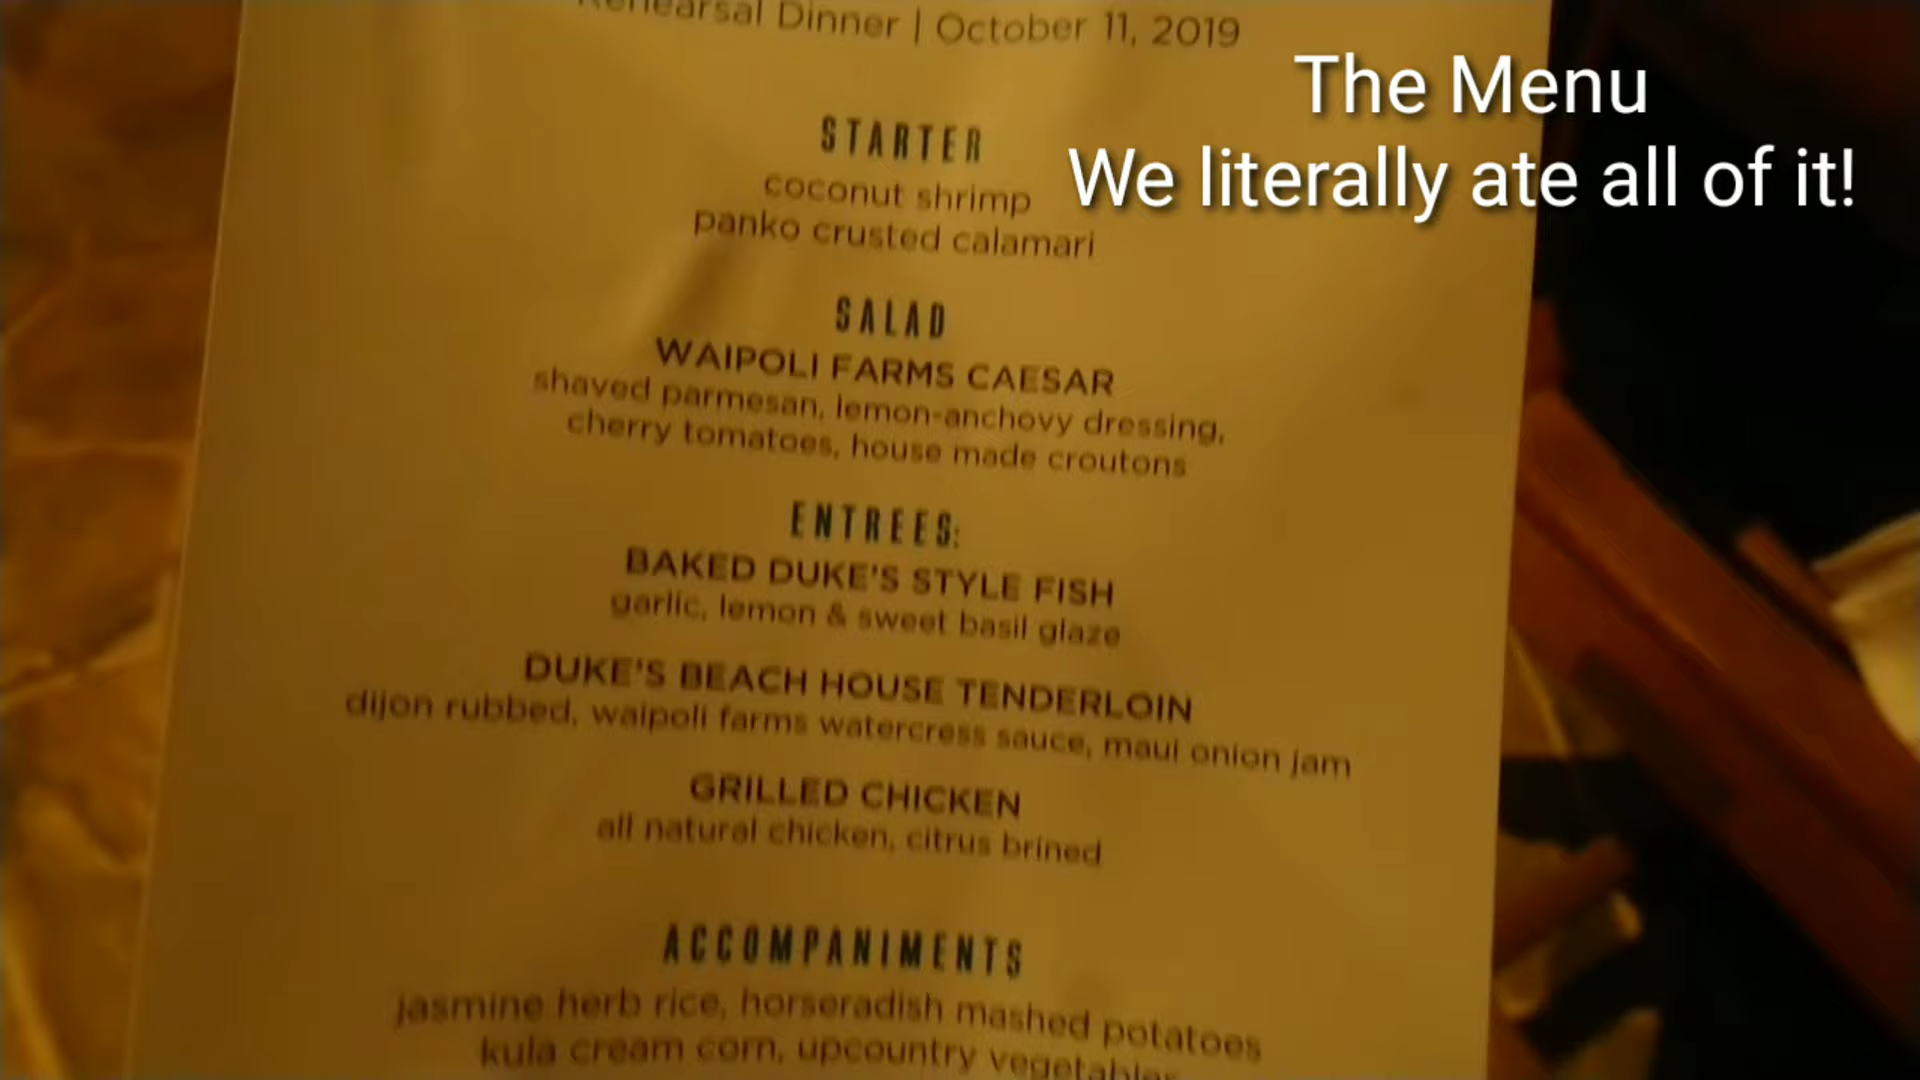 Rehearsal Dinner | October 11, 2019
The Menu
We literally ate all of it!
STARTER
coconut shrimp
panko crusted calamari
SALAD
WAIPOLI FARMS CAESAR
shaved parmesan, lemon-anchovy dressing,
cherry tomatoes, house made croutons
ENTREES:
BAKED DUKE'S STYLE FISH
garlic, lemon & sweet basil glaze
DUKE'S BEACH HOUSE TENDERLOIN
dijon rubbed, waipoli farms watercress sauce, maui onion jam
GRILLED CHICKEN
all natural chicken, citrus brined
ACCOMPANIMENTS
jasmine herb rice, horseradish mashed potatoes
kula cream corn, upcountry vegetables